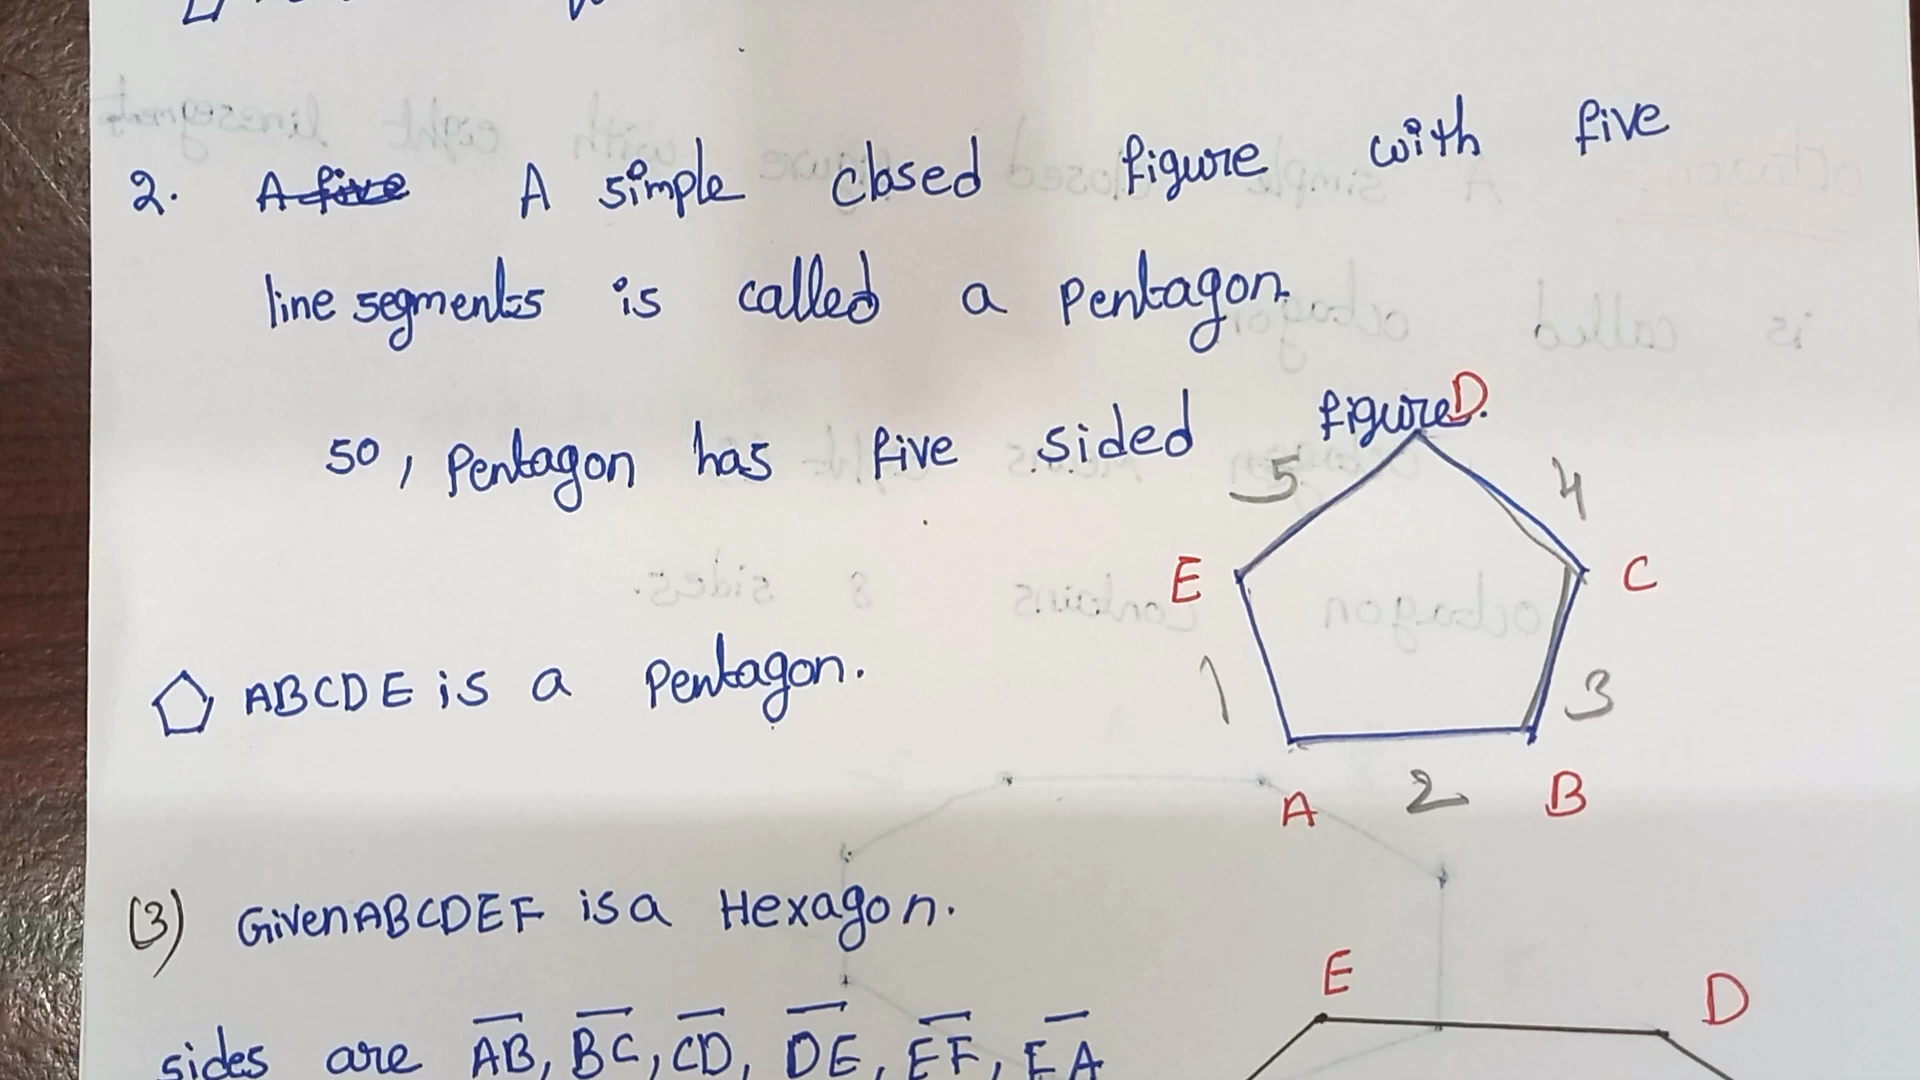 2. A five A simple closed figure with five
line segments is called a pentagon.
so, pentagon has five sided figure.
D
5 4
E C
1 3
A 2 B
ABCDE is a pentagon.
(3) Given ABCDEF is a Hexagon.
E D
sides are AB, BC, CD, DE, EF, FA